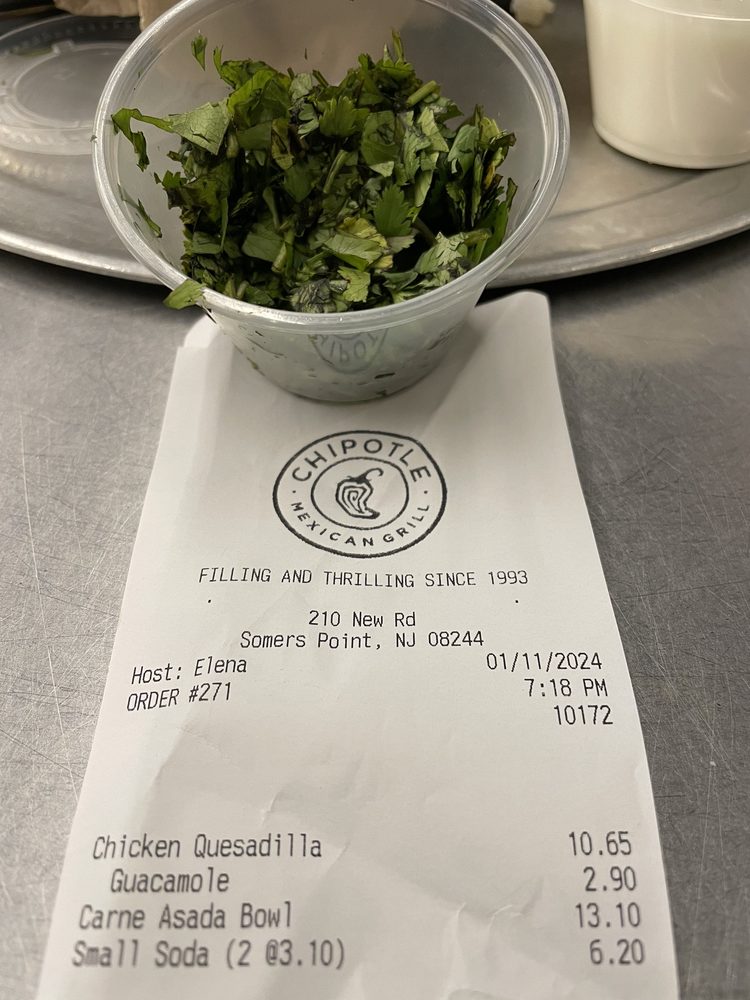 CHIPOTLE
MEXICAN GRILL
FILLING AND THRILLING SINCE 1993
210 New Rd
Somers Point, NJ 08244
Host: Elena 01/11/2024
ORDER #271 7:18 PM
10172
Chicken Quesadilla 10.65
Guacamole 2.90
Carne Asada Bowl 13.10
Small Soda (2 @3.10) 6.20